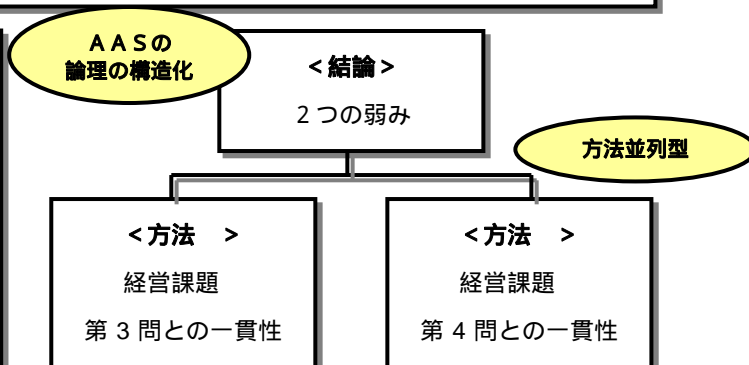 ＡＡＳの
論理の構造化
＜結論＞
２つの弱み
方法並列型
＜方法　＞
経営課題
第３問との一貫性
＜方法　＞
経営課題
第４問との一貫性